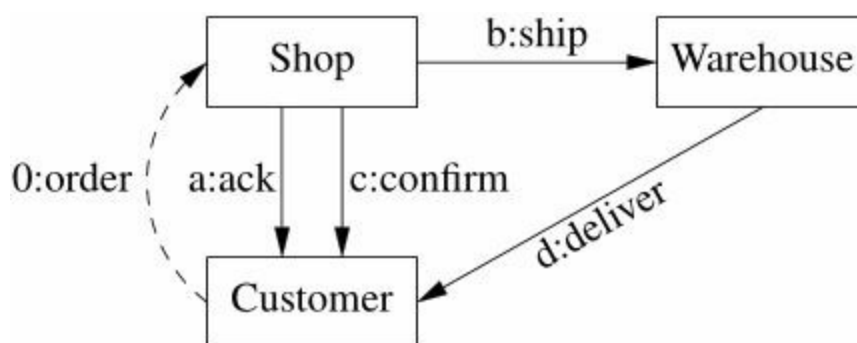 Shop
b:ship
Warehouse
0:order
a:ack
c:confirm
d:deliver
Customer